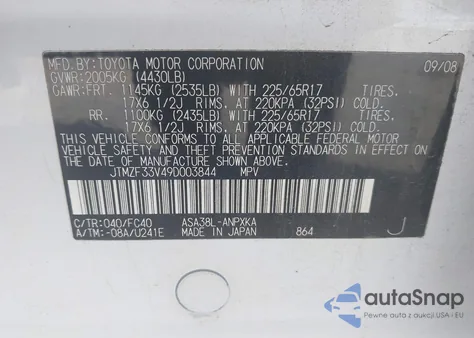 MFD.BY:TOYOTA MOTOR CORPORATION 09/08
GVWR:2005KG (4430LB)
GAWR:FRT. 1145KG (2535LB) WITH 225/65R17 TIRES.
17X6 1/2J RIMS. AT 220KPA (32PSI) COLD.
RR. 1100KG (2435LB) WITH 225/65R17 TIRES.
17X6 1/2J RIMS. AT 220KPA (32PSI) COLD.
THIS VEHICLE CONFORMS TO ALL APPLICABLE FEDERAL MOTOR
VEHICLE SAFETY STANDARDS IN EFFECT ON THE DATE OF
MANUFACTURE SHOWN ABOVE.
JTMZF33V49D003844 MPV
C/TR:040/FC40 ASA38L-ANPXKA J
A/TM:-08A/U241E MADE IN JAPAN 864
autoSnap
Pewne auta z aukcji USA i EU